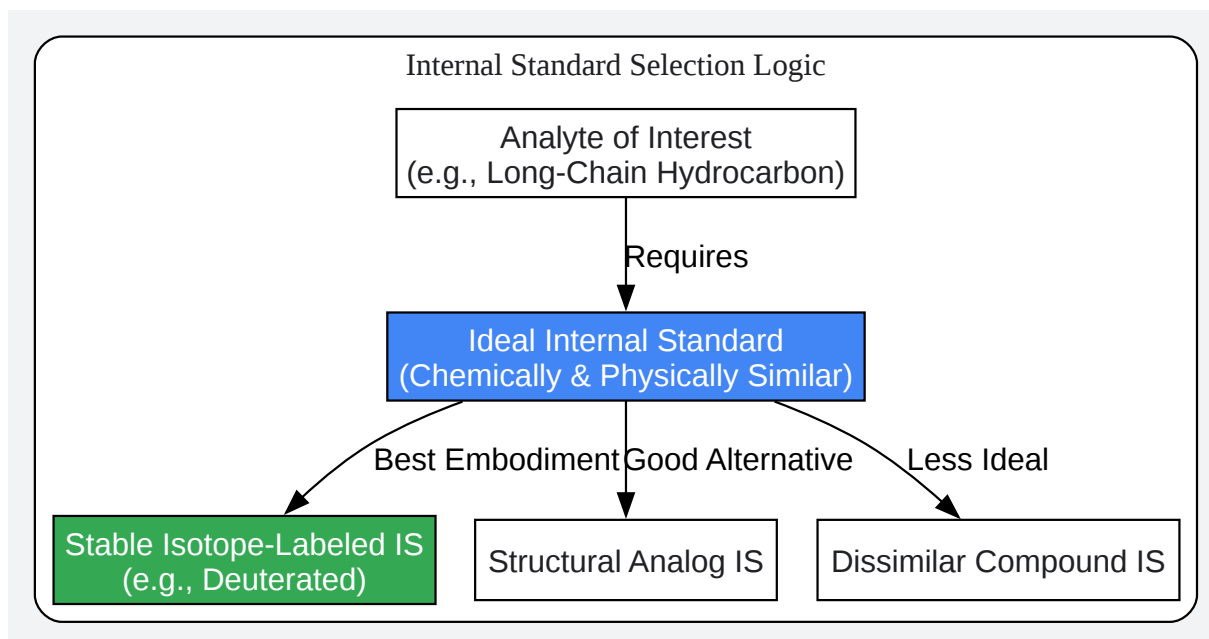 Internal Standard Selection Logic
Analyte of Interest
(e.g., Long-Chain Hydrocarbon)
Requires
Ideal Internal Standard
(Chemically & Physically Similar)
Best Embodiment
Good Alternative
Less Ideal
Stable Isotope-Labeled IS
(e.g., Deuterated)
Structural Analog IS
Dissimilar Compound IS